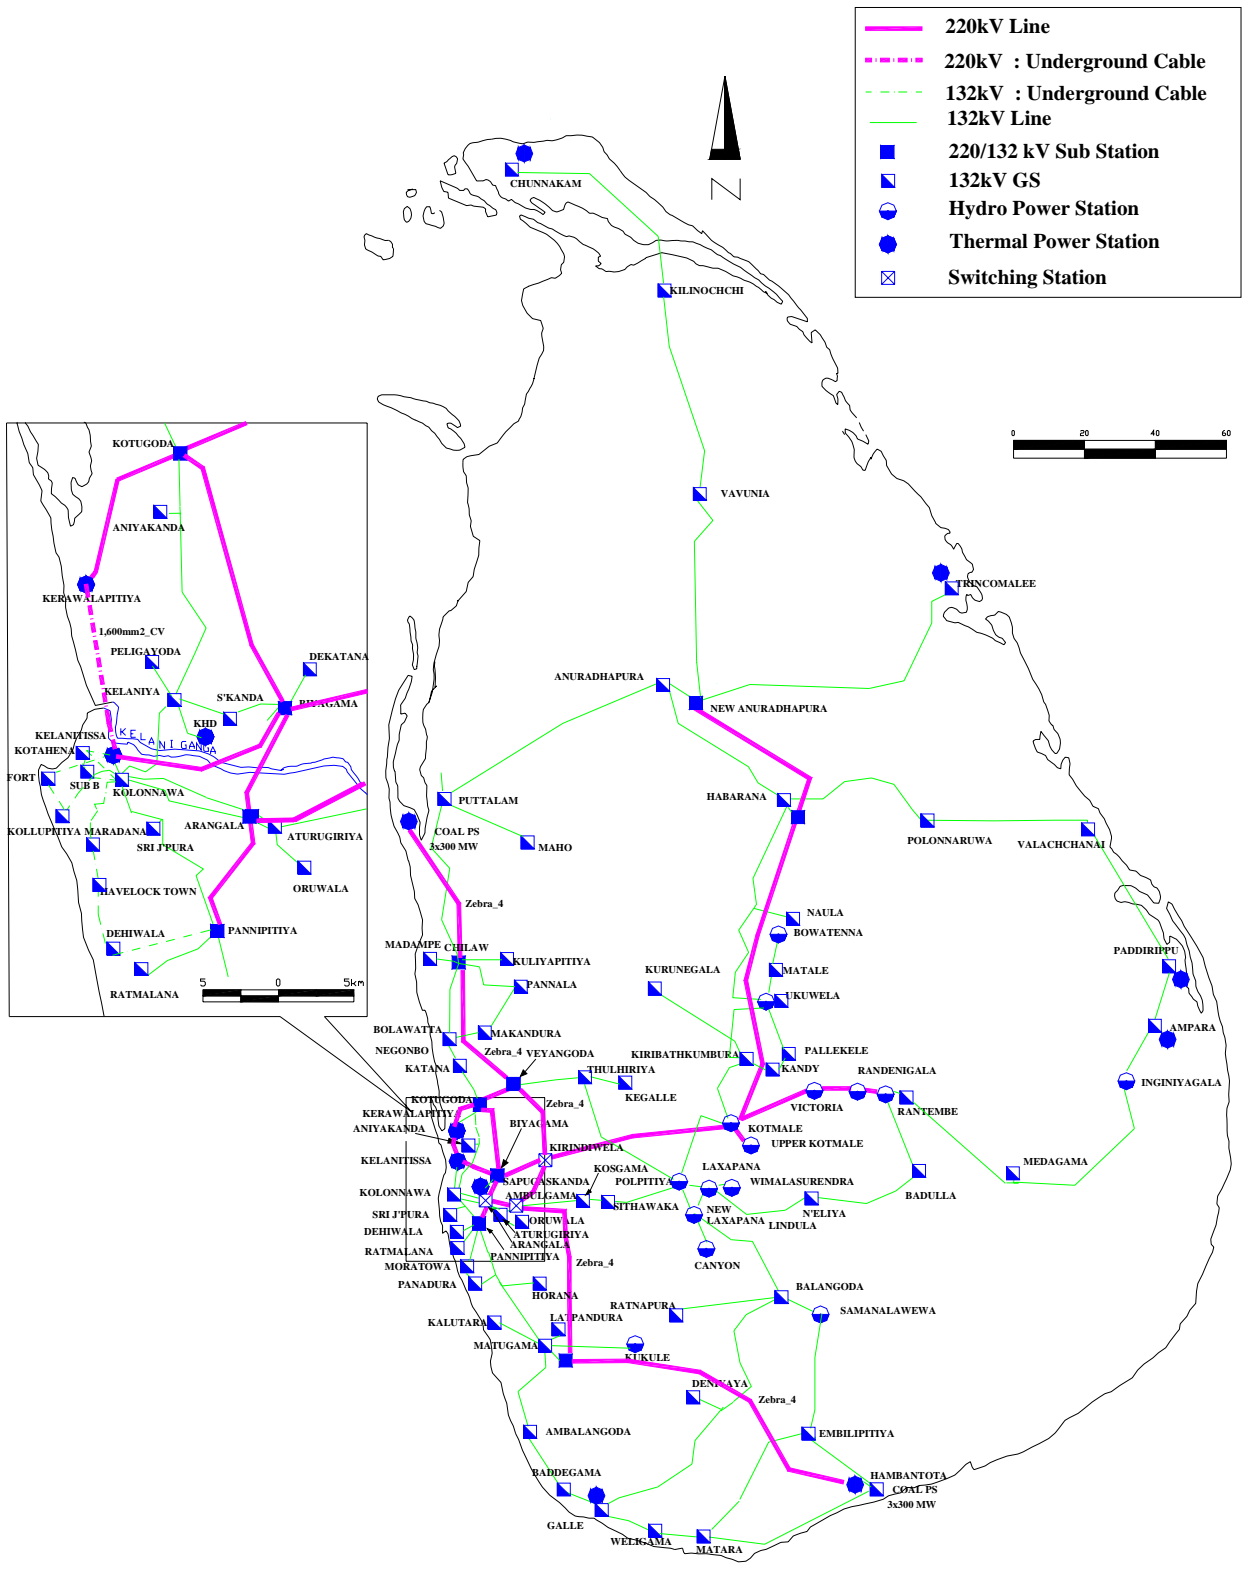 220kV Line
220kV : Underground Cable
132kV : Underground Cable
132kV Line
220/132 kV Sub Station
132kV GS
Hydro Power Station
Thermal Power Station
Switching Station
N
0 20 40 60
CHUNNAKAM
KILINOCHCHI
VAVUNIA
TRINCOMALEE
ANURADHAPURA
NEW ANURADHAPURA
HABARANA
PUTTALAM
COAL PS
3x300 MW
MAHO
POLONNARUWA
VALACHCHANAI
Zebra_4
NAULA
BOWATENNA
MADAMPE
CHILAW
KULIYAPITIYA
PANNALA
KURUNEGALA
MATALE
UKUWELA
PADDIRIPPU
AMPARA
BOLAWATTA
MAKANDURA
NEGONBO
Zebra_4
VEYANGODA
KATANA
KIRIBATHKUMBURA
PALLEKELE
KANDY
RANDENIGALA
INGINIYAGALA
THULHIRIYA
KEGALLE
VICTORIA
RANTEMBE
KOTUGODA
KERAWALAPITIYA
ANIYAKANDA
Zebra_4
BIYAGAMA
KOTMALE
UPPER KOTMALE
KIRINDIWELA
KELANITISSA
KOSGAMA
LAXAPANA
SAPUGASKANDA
POLPITIYA
WIMALASURENDRA
MEDAGAMA
BADULLA
KOLONNAWA
AMBULGAMA
SITHAWAKA
NEW
LAXAPANA
N'ELIYA
LINDULA
SRI J'PURA
ORUWALA
DEHIWALA
ATURUGIRIYA
ARANGALA
RATMALANA
PANNIPITIYA
CANYON
MORATOWA
Zebra_4
PANADURA
HORANA
BALANGODA
RATNAPURA
SAMANALAWEWA
KALUTARA
LATPANDURA
MATUGAMA
KUKULE
DENIYAYA
Zebra_4
AMBALANGODA
EMBILIPITIYA
BADDEGAMA
HAMBANTOTA
COAL PS
3x300 MW
GALLE
WELIGAMA
MATARA
KOTUGODA
ANIYAKANDA
KERAWALAPITIYA
1,600mm2_CV
PELIGAYODA
DEKATANA
KELANIYA
S'KANDA
BIYAGAMA
KHD
KELANI GANGA
KELANITISSA
KOTAHENA
FORT
SUB B
KOLONNAWA
KOLLUPITIYA MARADANA
ARANGALA
ATURUGIRIYA
SRI J'PURA
ORUWALA
HAVELOCK TOWN
PANNIPITIYA
DEHIWALA
RATMALANA
5 0 5km